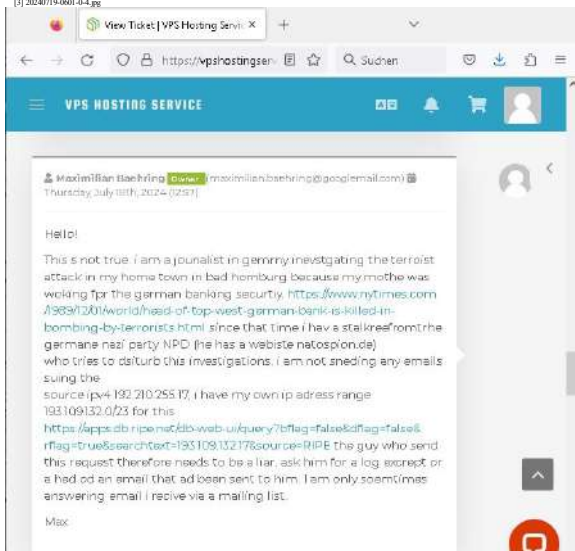 [3] 20240719-0601-0-4.jpg
View Ticket | VPS Hosting Servi
https://vpshostingserv
Suchen
VPS HOSTING SERVICE
Maximilian Baehring Owner (maximilian.baehring@googlemail.com)
Thursday, July 18th, 2024 (12:57)
Hello!
This s not true. i am a jounalist in gemrny inevstgating the terroist
attack in my home town in bad homburg because my mothe was
woking fpr the german banking securtiy, https://www.nytimes.com
/1989/12/01/world/head-of-top-west-german-bank-is-killed-in-
bombing-by-terrorists.html since that time i hav a stalkreefromtrhe
germane nazi party NPD (he has a webiste natospion.de)
who tries to dsiturb this investigations. i am not sneding any emails
suing the
source ipv4 192.210.255.17, i have my own ip adress range
193.109.132.0/23 for this
https://apps.db.ripe.net/db-web-ui/query?bflag=false&dflag=false&
rflag=true&searchtext=193.109.132.17&source=RIPE the guy who send
this request therefore needs to be a liar. ask him for a log excrept or
a hed od an email that ad been sent to him. I am only soemtimes
answering email i recive via a mailing list.
Max